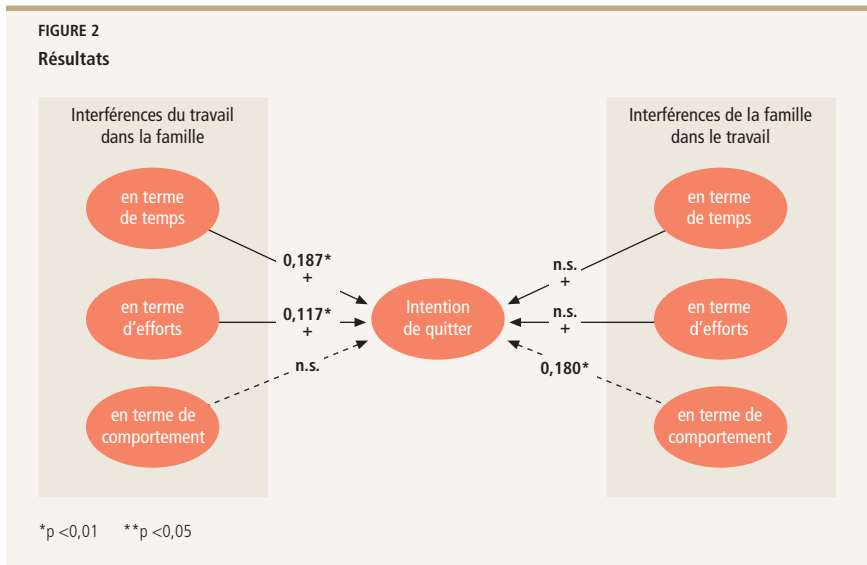 FIGURE 2
Résultats
Interférences du travail
dans la famille
en terme
de temps
en terme
d'efforts
en terme de
comportement
0,187*
+
0,117*
+
n.s.
Intention
de quitter
n.s.
+
n.s.
+
0,180*
Interférences de la famille
dans le travail
en terme
de temps
en terme
d'efforts
en terme de
comportement
*p <0,01 **p <0,05